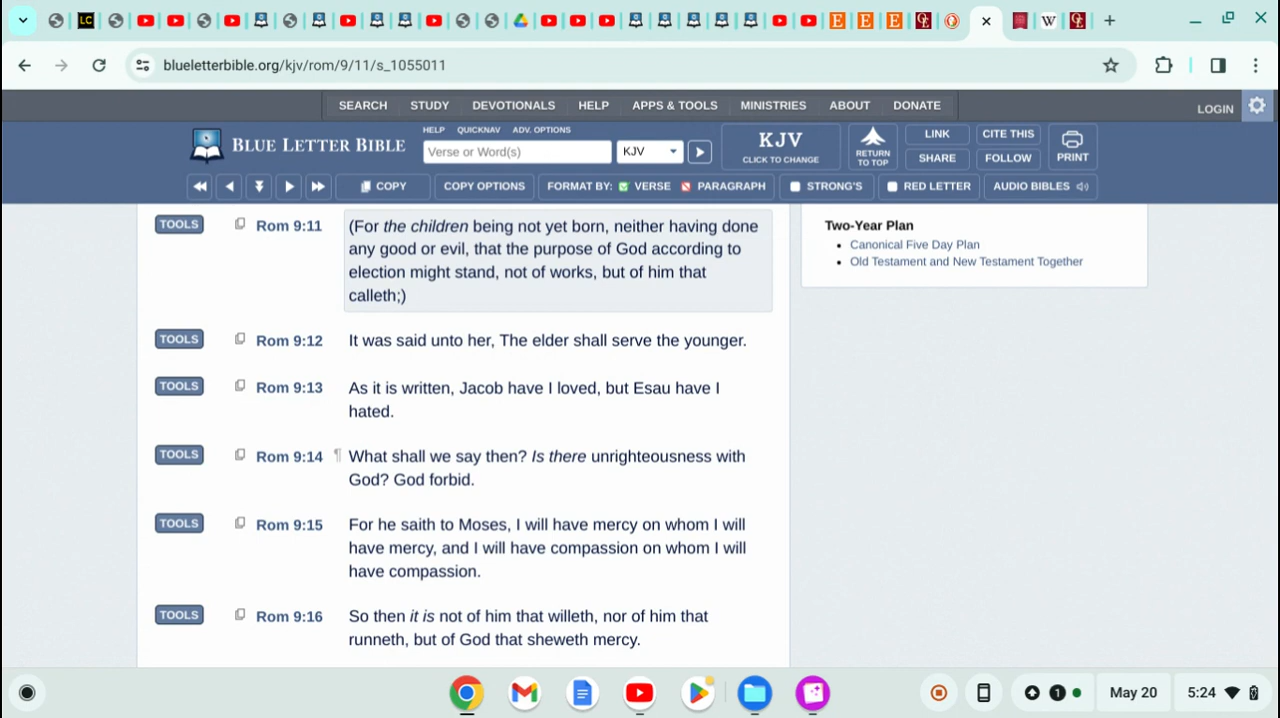 LC
E
E
E
W
blueletterbible.org/kjv/rom/9/11/s_1055011
SEARCH STUDY DEVOTIONALS HELP APPS & TOOLS MINISTRIES ABOUT DONATE LOGIN
BLUE LETTER BIBLE
HELP QUICKNAV ADV. OPTIONS
Verse or Word(s) KJV
KJV
CLICK TO CHANGE
RETURN
TO TOP
LINK CITE THIS
SHARE FOLLOW
PRINT
COPY COPY OPTIONS FORMAT BY: VERSE PARAGRAPH STRONG'S RED LETTER AUDIO BIBLES
TOOLS Rom 9:11 (For the children being not yet born, neither having done
any good or evil, that the purpose of God according to
election might stand, not of works, but of him that
calleth;)
TOOLS Rom 9:12 It was said unto her, The elder shall serve the younger.
TOOLS Rom 9:13 As it is written, Jacob have I loved, but Esau have I
hated.
TOOLS Rom 9:14 ¶ What shall we say then? Is there unrighteousness with
God? God forbid.
TOOLS Rom 9:15 For he saith to Moses, I will have mercy on whom I will
have mercy, and I will have compassion on whom I will
have compassion.
TOOLS Rom 9:16 So then it is not of him that willeth, nor of him that
runneth, but of God that sheweth mercy.
Two-Year Plan
• Canonical Five Day Plan
• Old Testament and New Testament Together
1 May 20 5:24